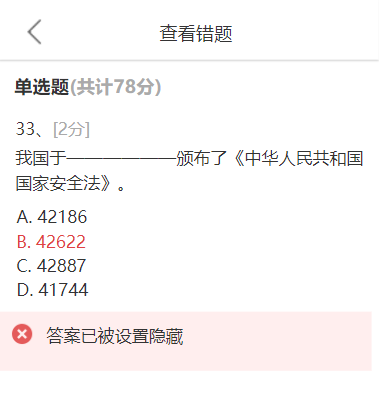 查看错题
单选题(共计78分)
33、[2分]
我国于——————颁布了《中华人民共和国
国家安全法》。
A. 42186
B. 42622
C. 42887
D. 41744
答案已被设置隐藏